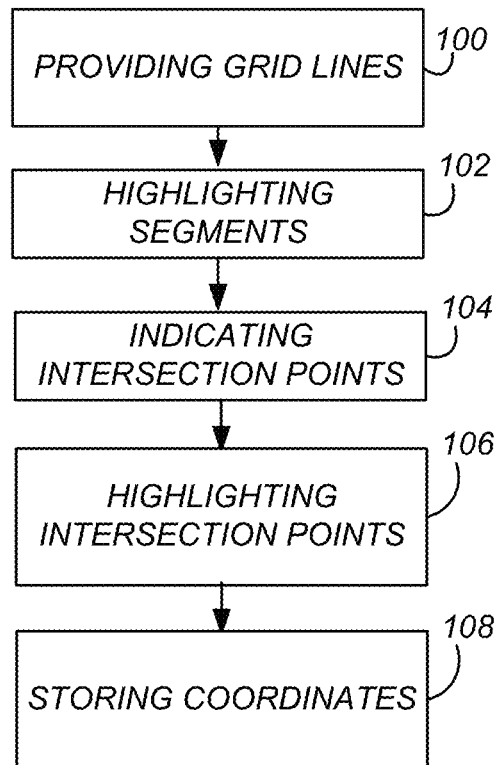 PROVIDING GRID LINES
100
HIGHLIGHTING
SEGMENTS
102
INDICATING
INTERSECTION POINTS
104
HIGHLIGHTING
INTERSECTION POINTS
106
STORING COORDINATES
108